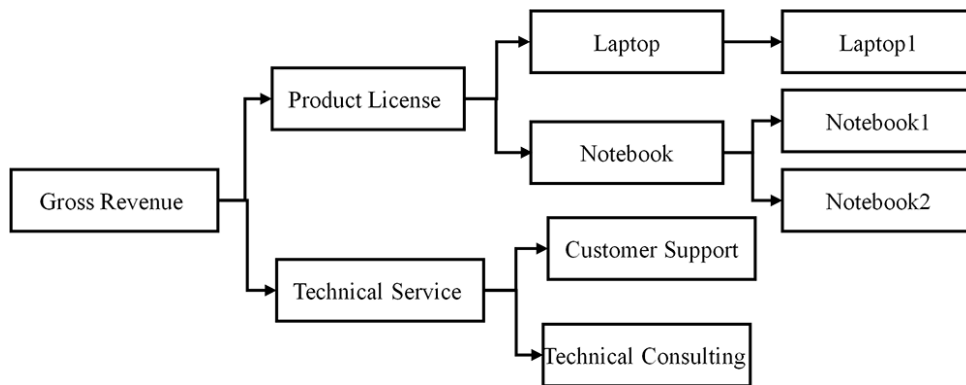 Laptop
Laptop1
Product License
Notebook1
Notebook
Gross Revenue
Notebook2
Customer Support
Technical Service
Technical Consulting